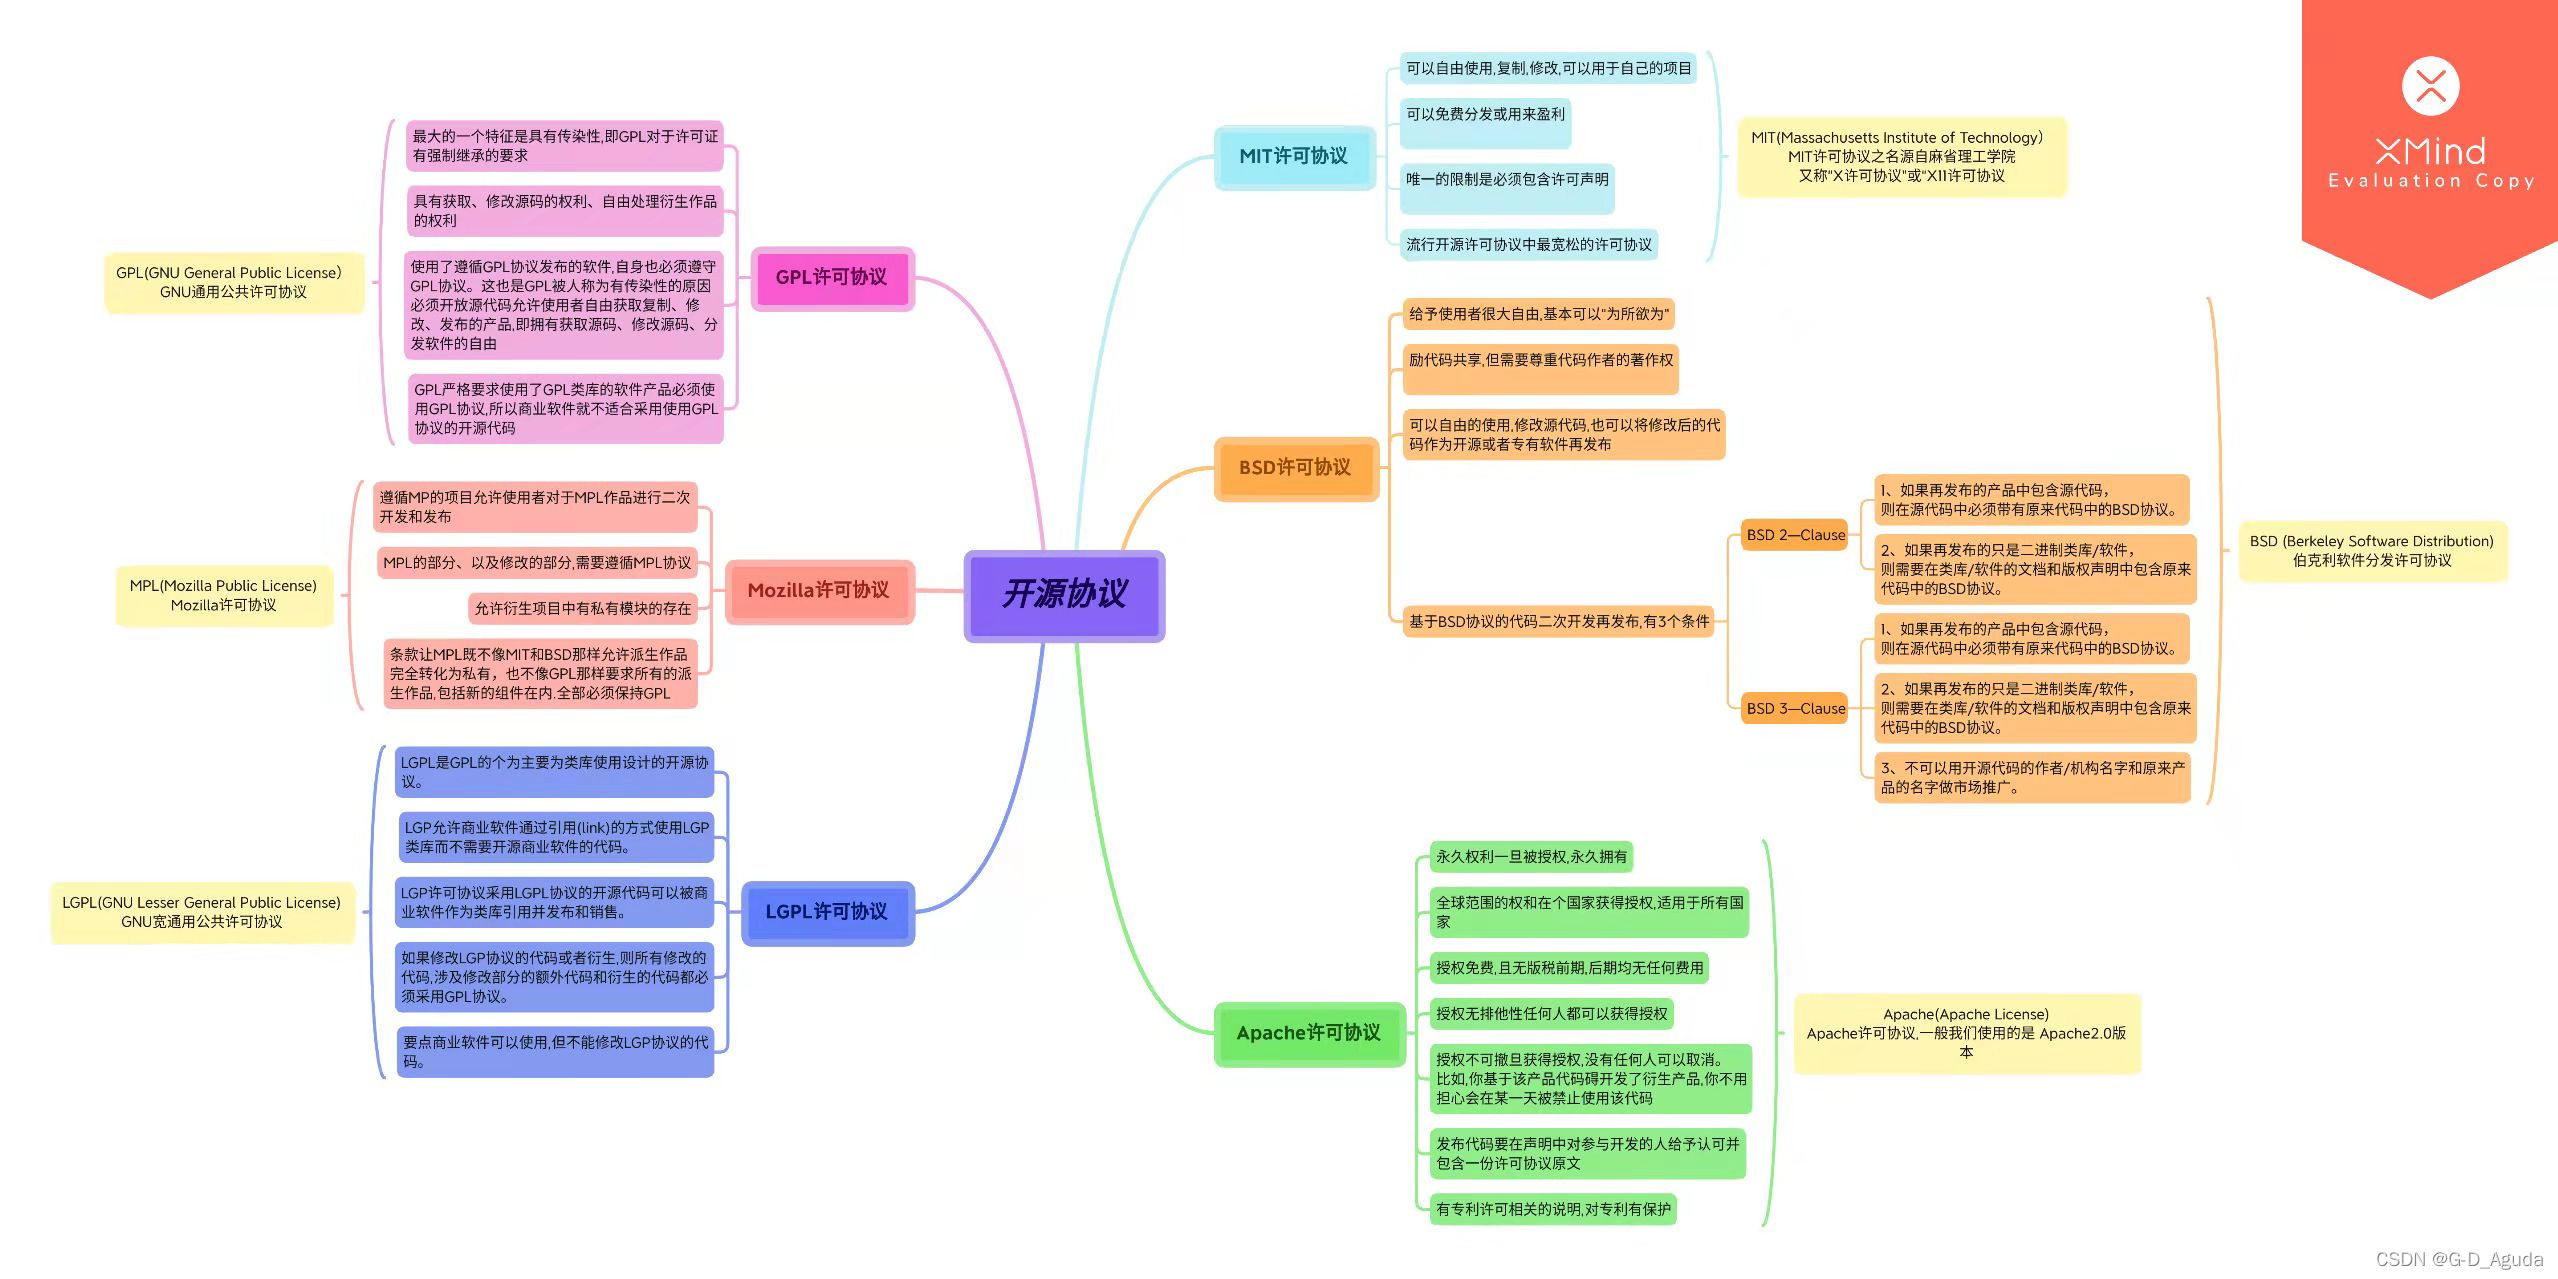 开源协议
MIT许可协议
可以自由使用,复制,修改,可以用于自己的项目
可以免费分发或用来盈利
唯一的限制是必须包含许可声明
流行开源许可协议中最宽松的许可协议
MIT(Massachusetts Institute of Technology)
MIT许可协议之名源自麻省理工学院
又称"X许可协议"或"X11许可协议
BSD许可协议
给予使用者很大自由,基本可以"为所欲为"
励代码共享,但需要尊重代码作者的著作权
可以自由的使用,修改源代码,也可以将修改后的代
码作为开源或者专有软件再发布
基于BSD协议的代码二次开发再发布,有3个条件
BSD 2—Clause
1、如果再发布的产品中包含源代码，
则在源代码中必须带有原来代码中的BSD协议。
2、如果再发布的只是二进制类库/软件，
则需要在类库/软件的文档和版权声明中包含原来
代码中的BSD协议。
BSD 3—Clause
1、如果再发布的产品中包含源代码，
则在源代码中必须带有原来代码中的BSD协议。
2、如果再发布的只是二进制类库/软件，
则需要在类库/软件的文档和版权声明中包含原来
代码中的BSD协议。
3、不可以用开源代码的作者/机构名字和原来产
品的名字做市场推广。
BSD (Berkeley Software Distribution)
伯克利软件分发许可协议
Apache许可协议
永久权利一旦被授权,永久拥有
全球范围的权和在个国家获得授权,适用于所有国
家
授权免费,且无版税前期,后期均无任何费用
授权无排他性任何人都可以获得授权
授权不可撤旦获得授权,没有任何人可以取消。
比如,你基于该产品代码碍开发了衍生产品,你不用
担心会在某一天被禁止使用该代码
发布代码要在声明中对参与开发的人给予认可并
包含一份许可协议原文
有专利许可相关的说明,对专利有保护
Apache(Apache License)
Apache许可协议,一般我们使用的是 Apache2.0版
本
GPL许可协议
最大的一个特征是具有传染性,即GPL对于许可证
有强制继承的要求
具有获取、修改源码的权利、自由处理衍生作品
的权利
使用了遵循GPL协议发布的软件,自身也必须遵守
GPL协议。这也是GPL被人称为有传染性的原因
必须开放源代码允许使用者自由获取复制、修
改、发布的产品,即拥有获取源码、修改源码、分
发软件的自由
GPL严格要求使用了GPL类库的软件产品必须使
用GPL协议,所以商业软件就不适合采用使用GPL
协议的开源代码
GPL(GNU General Public License)
GNU通用公共许可协议
Mozilla许可协议
遵循MP的项目允许使用者对于MPL作品进行二次
开发和发布
MPL的部分、以及修改的部分,需要遵循MPL协议
允许衍生项目中有私有模块的存在
条款让MPL既不像MIT和BSD那样允许派生作品
完全转化为私有，也不像GPL那样要求所有的派
生作品,包括新的组件在内.全部必须保持GPL
MPL(Mozilla Public License)
Mozilla许可协议
LGPL许可协议
LGPL是GPL的个为主要为类库使用设计的开源协
议。
LGP允许商业软件通过引用(link)的方式使用LGP
类库而不需要开源商业软件的代码。
LGP许可协议采用LGPL协议的开源代码可以被商
业软件作为类库引用并发布和销售。
如果修改LGP协议的代码或者衍生,则所有修改的
代码,涉及修改部分的额外代码和衍生的代码都必
须采用GPL协议。
要点商业软件可以使用,但不能修改LGP协议的代
码。
LGPL(GNU Lesser General Public License)
GNU宽通用公共许可协议
XMind
Evaluation Copy
CSDN @G-D_Aguda